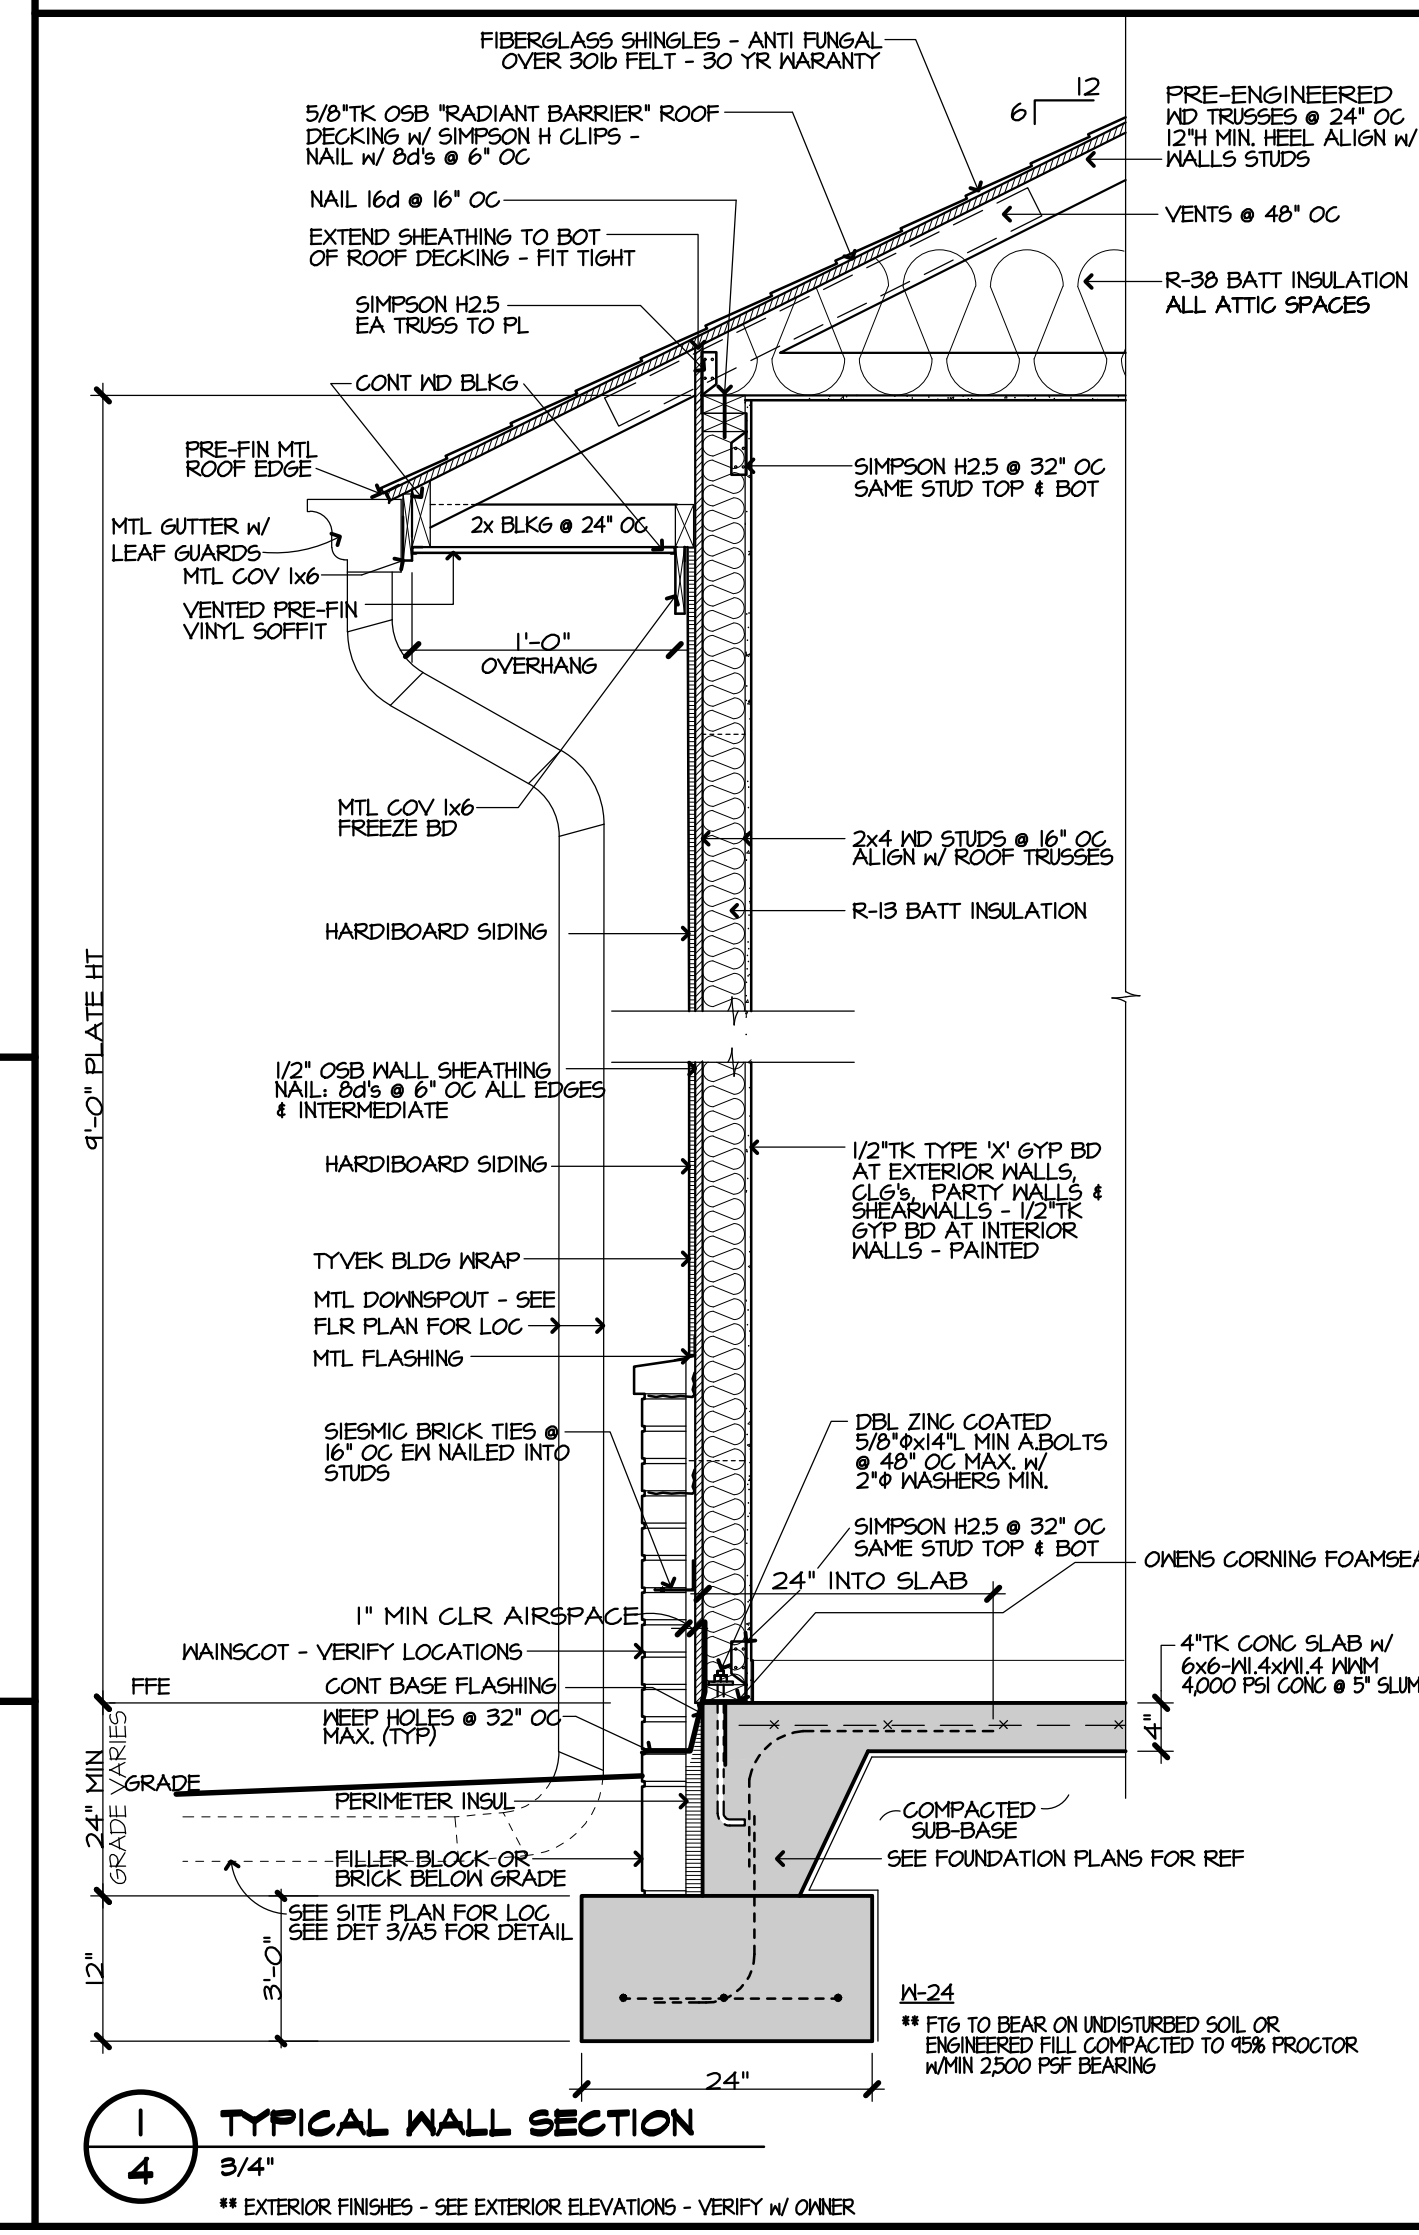 FIBERGLASS SHINGLES - ANTI FUNGAL
OVER 30lb FELT - 30 YR WARANTY
12
6
PRE-ENGINEERED
WD TRUSSES @ 24" OC
12"H MIN. HEEL ALIGN w/
WALLS STUDS
5/8"TK OSB "RADIANT BARRIER" ROOF
DECKING w/ SIMPSON H CLIPS -
NAIL w/ 8d's @ 6" OC
NAIL 16d @ 16" OC
VENTS @ 48" OC
EXTEND SHEATHING TO BOT
OF ROOF DECKING - FIT TIGHT
R-38 BATT INSULATION
ALL ATTIC SPACES
SIMPSON H2.5
EA TRUSS TO PL
CONT WD BLKG
PRE-FIN MTL
ROOF EDGE
SIMPSON H2.5 @ 32" OC
SAME STUD TOP & BOT
MTL GUTTER w/
LEAF GUARDS
2x BLKG @ 24" OC
MTL COV 1x6
VENTED PRE-FIN
VINYL SOFFIT
1'-0"
OVERHANG
MTL COV 1x6
FREEZE BD
2x4 WD STUDS @ 16" OC
ALIGN w/ ROOF TRUSSES
R-13 BATT INSULATION
HARDIBOARD SIDING
9'-0" PLATE HT
1/2" OSB WALL SHEATHING
NAIL: 8d's @ 6" OC ALL EDGES
& INTERMEDIATE
HARDIBOARD SIDING
1/2"TK TYPE 'X' GYP BD
AT EXTERIOR WALLS,
CLG's, PARTY WALLS &
SHEARWALLS - 1/2"TK
GYP BD AT INTERIOR
WALLS - PAINTED
TYVEK BLDG WRAP
MTL DOWNSPOUT - SEE
FLR PLAN FOR LOC
MTL FLASHING
SIESMIC BRICK TIES @
16" OC EW NAILED INTO
STUDS
DBL ZINC COATED
5/8"Φx14"L MIN A.BOLTS
@ 48" OC MAX. w/
2"Φ WASHERS MIN.
SIMPSON H2.5 @ 32" OC
SAME STUD TOP & BOT
OWENS CORNING FOAMSEA
24" INTO SLAB
1" MIN CLR AIRSPACE
WAINSCOT - VERIFY LOCATIONS
4"TK CONC SLAB w/
6x6-W1.4xW1.4 WWM
4,000 PSI CONC @ 5" SLUM
FFE
CONT BASE FLASHING
WEEP HOLES @ 32" OC
MAX. (TYP)
4"
24" MIN
GRADE VARIES
GRADE
PERIMETER INSUL
COMPACTED
SUB-BASE
FILLER BLOCK OR
BRICK BELOW GRADE
SEE FOUNDATION PLANS FOR REF
SEE SITE PLAN FOR LOC
SEE DET 3/A5 FOR DETAIL
12"
3'-0"
W-24
** FTG TO BEAR ON UNDISTURBED SOIL OR
ENGINEERED FILL COMPACTED TO 95% PROCTOR
w/MIN 2,500 PSF BEARING
24"
1
4
TYPICAL WALL SECTION
3/4"
** EXTERIOR FINISHES - SEE EXTERIOR ELEVATIONS - VERIFY w/ OWNER